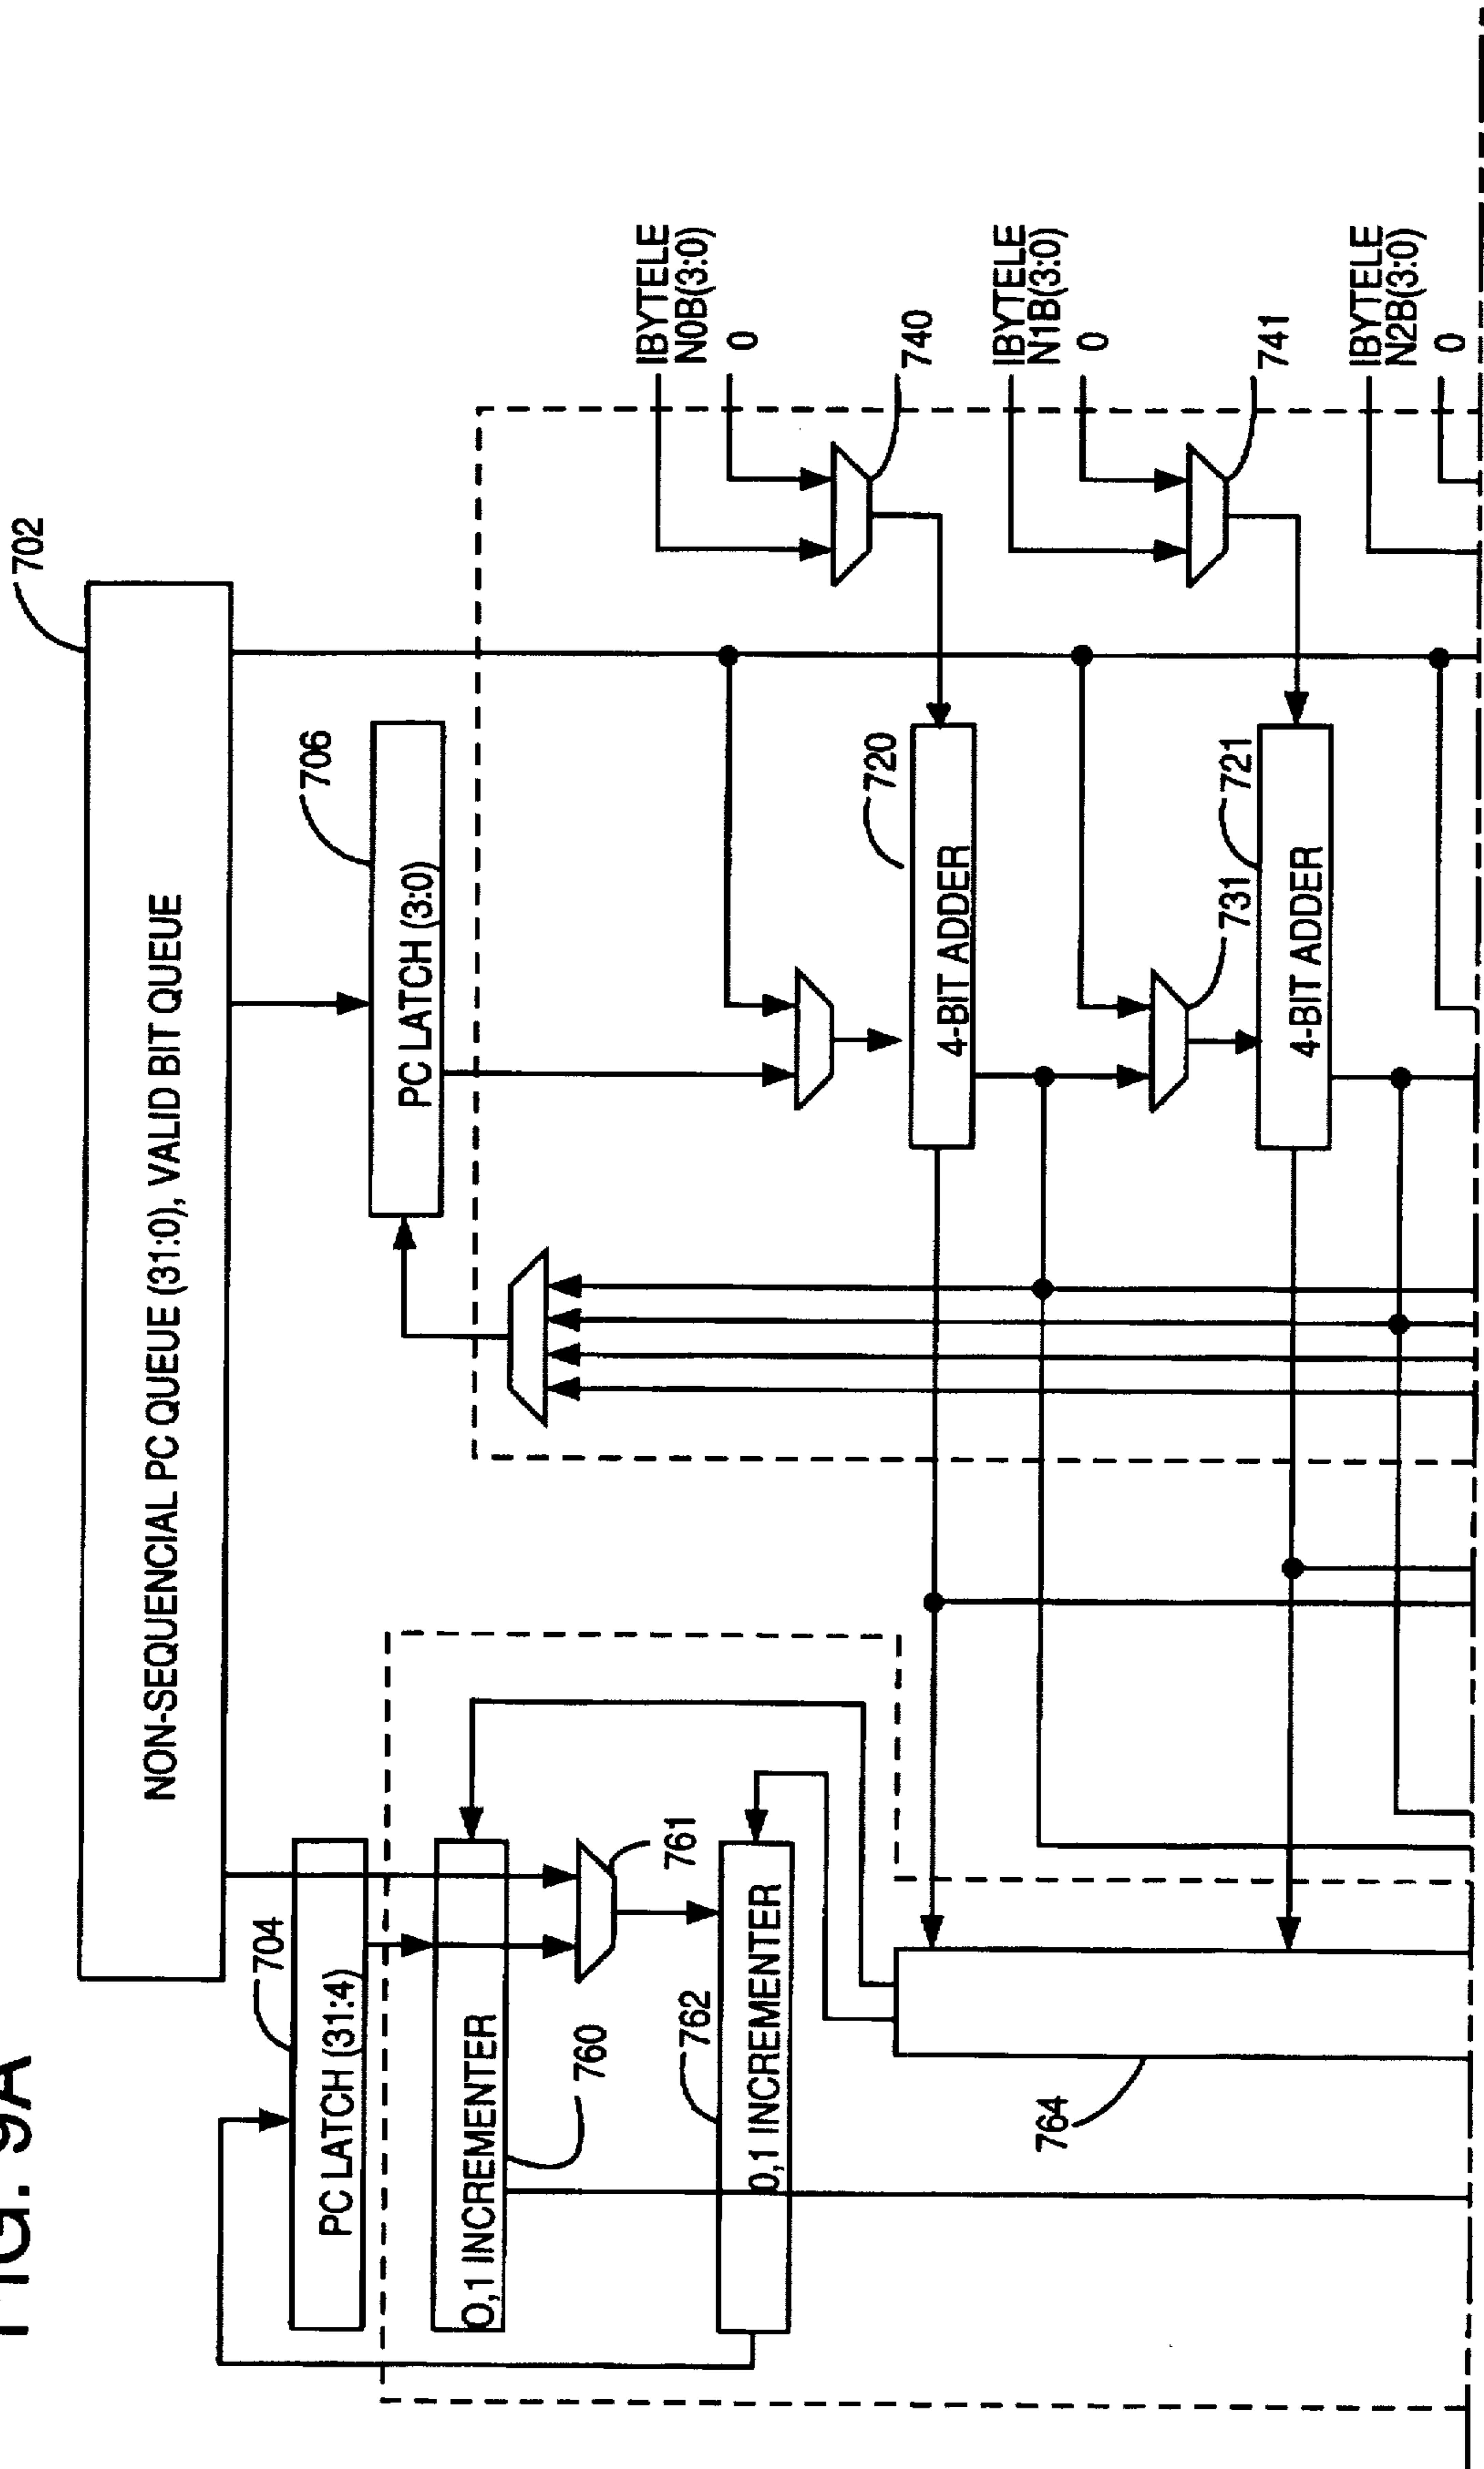 FIG. 9A
702
NON-SEQUENCIAL PC QUEUE (31:0), VALID BIT QUEUE
704
PC LATCH (31:4)
706
PC LATCH (3:0)
0,1 INCREMENTER
760
761
762
0,1 INCREMENTER
764
IBYTELE
N0B(3:0)
0
740
720
4-BIT ADDER
IBYTELE
N1B(3:0)
0
741
731
721
4-BIT ADDER
IBYTELE
N2B(3:0)
0